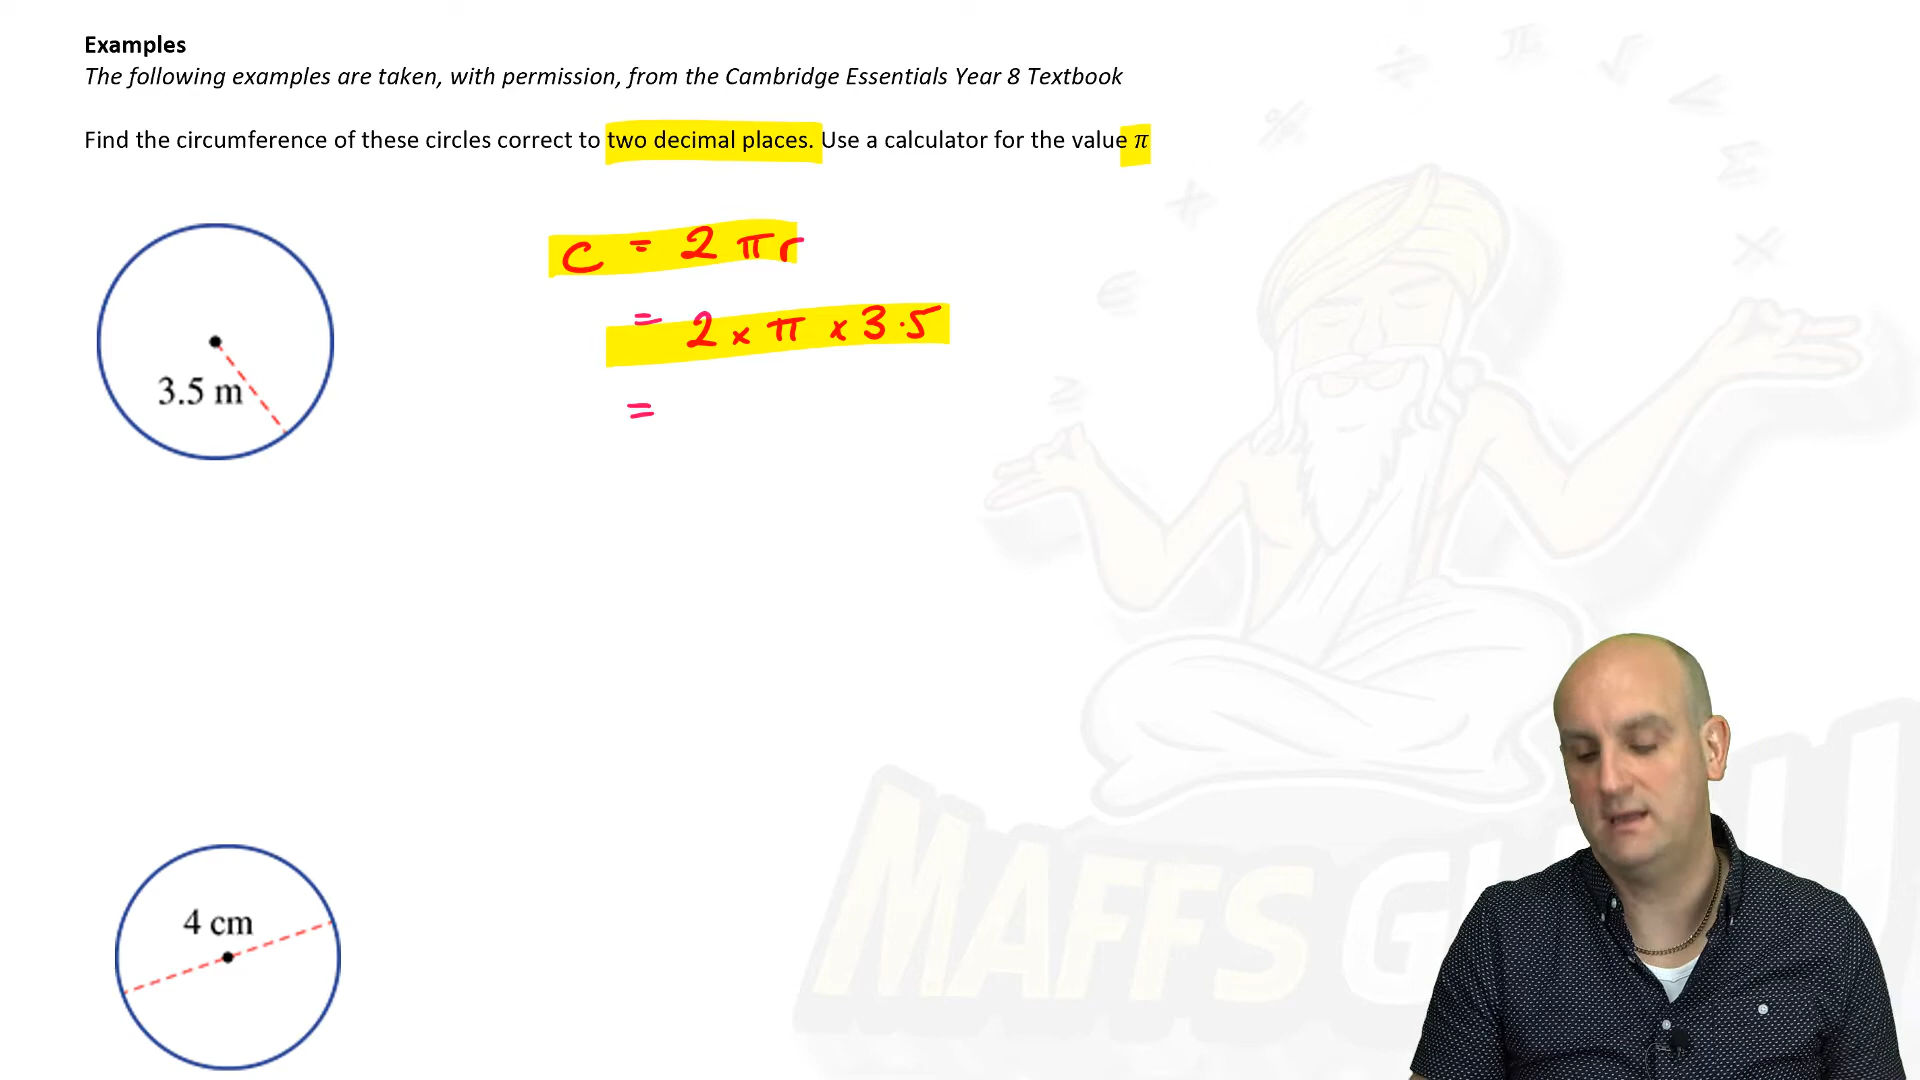 Examples
The following examples are taken, with permission, from the Cambridge Essentials Year 8 Textbook
Find the circumference of these circles correct to two decimal places. Use a calculator for the value π
C = 2 π r
= 2 × π × 3.5
=
3.5 m
4 cm
MAFFS G